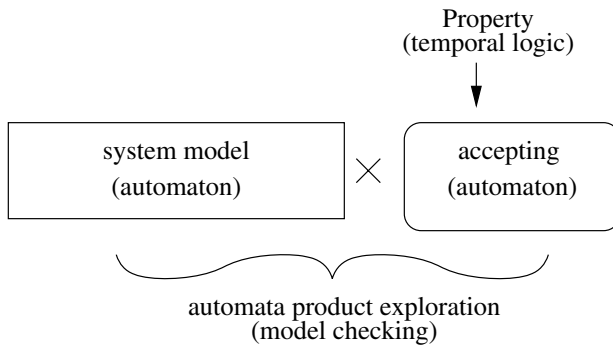 Property
(temporal logic)
system model
(automaton)
×
accepting
(automaton)
automata product exploration
(model checking)